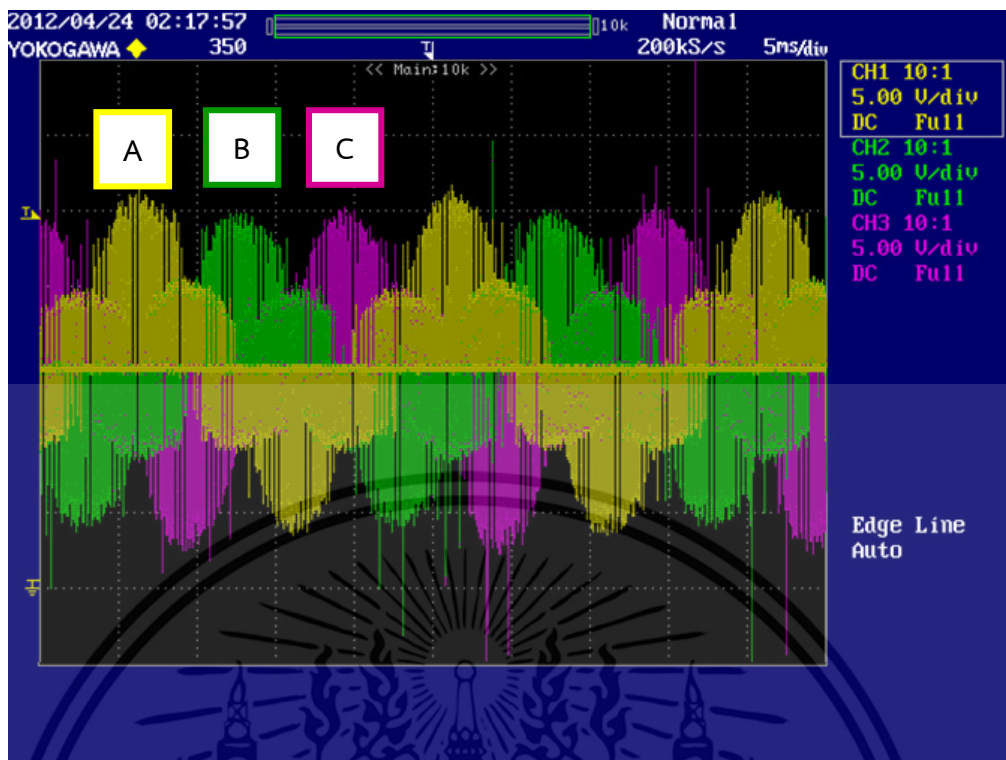 2012/04/24 02:17:57 10k Normal
YOKOGAWA 350 200kS/s 5ms/div
<< Main:10k >>
T
CH1 10:1
5.00 V/div
DC Full
CH2 10:1
5.00 V/div
DC Full
CH3 10:1
5.00 V/div
DC Full
A B C
T
Edge Line
Auto